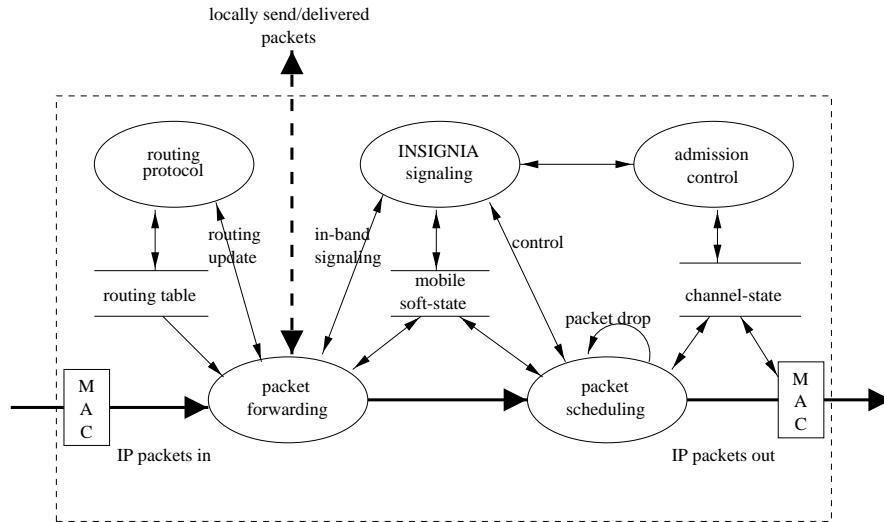 locally send/delivered
packets
routing
protocol
INSIGNIA
signaling
admission
control
routing
update
in-band
signaling
control
routing table
mobile
soft-state
channel-state
packet drop
packet
forwarding
packet
scheduling
M
A
C
M
A
C
IP packets in
IP packets out